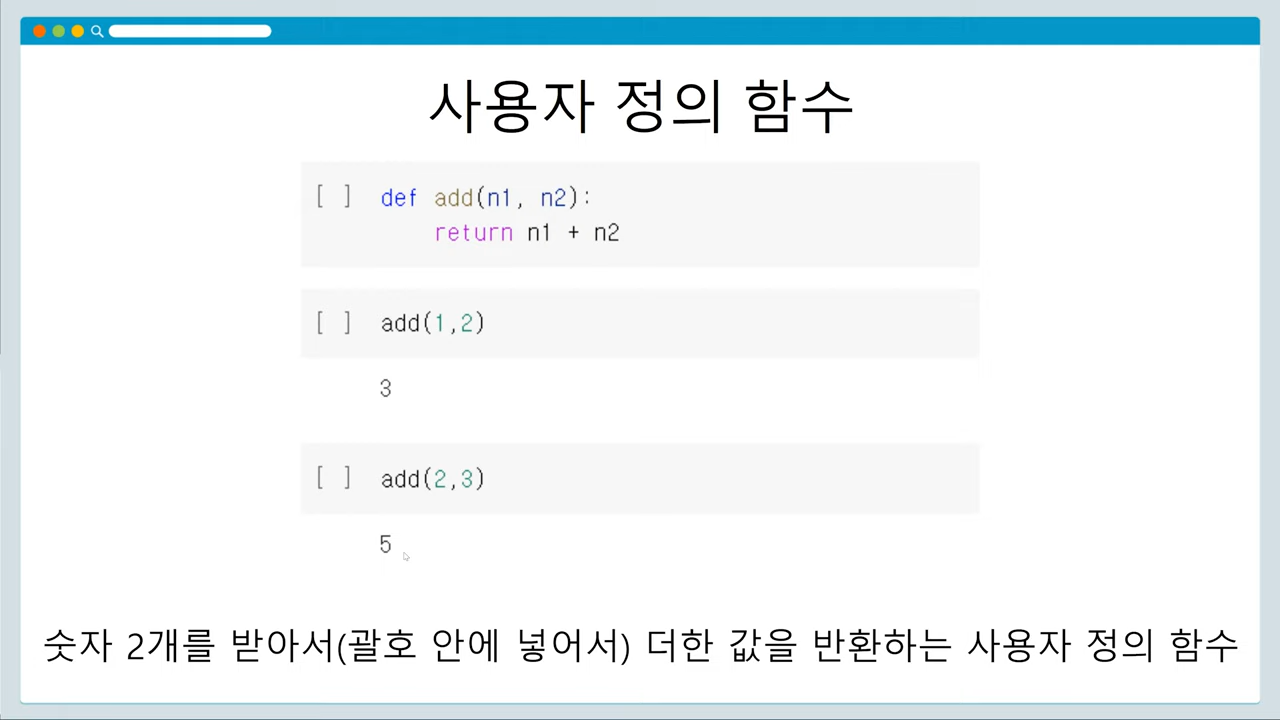 사용자 정의 함수
[ ] def add(n1, n2):
return n1 + n2
[ ] add(1,2)
3
[ ] add(2,3)
5
숫자 2개를 받아서(괄호 안에 넣어서) 더한 값을 반환하는 사용자 정의 함수